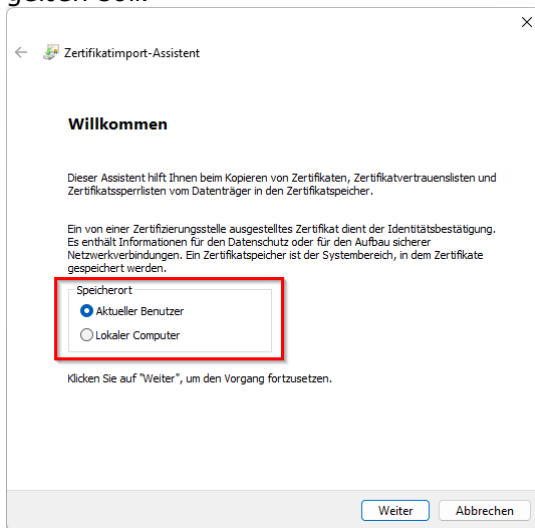 Zertifikatimport-Assistent
Willkommen
Dieser Assistent hilft Ihnen beim Kopieren von Zertifikaten, Zertifikatvertrauenslisten und
Zertifikatssperrlisten vom Datenträger in den Zertifikatspeicher.
Ein von einer Zertifizierungsstelle ausgestelltes Zertifikat dient der Identitätsbestätigung.
Es enthält Informationen für den Datenschutz oder für den Aufbau sicherer
Netzwerkverbindungen. Ein Zertifikatspeicher ist der Systembereich, in dem Zertifikate
gespeichert werden.
Speicherort
Aktueller Benutzer
Lokaler Computer
Klicken Sie auf "Weiter", um den Vorgang fortzusetzen.
Weiter Abbrechen